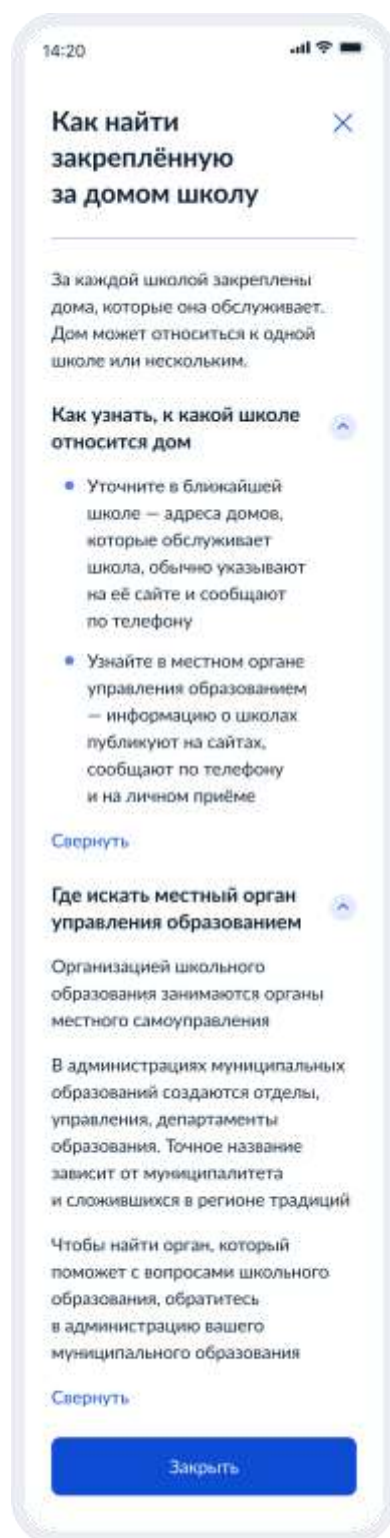 14:20
Как найти
закреплённую
за домом школу
За каждой школой закреплены
дома, которые она обслуживает.
Дом может относиться к одной
школе или нескольким.
Как узнать, к какой школе
относится дом
Уточните в ближайшей
школе — адреса домов,
которые обслуживает
школа, обычно указывают
на её сайте и сообщают
по телефону
Узнайте в местном органе
управления образованием
— информацию о школах
публикуют на сайтах,
сообщают по телефону
и на личном приёме
Свернуть
Где искать местный орган
управления образованием
Организацией школьного
образования занимаются органы
местного самоуправления
В администрациях муниципальных
образований создаются отделы,
управления, департаменты
образования. Точное название
зависит от муниципалитета
и сложившихся в регионе традиций
Чтобы найти орган, который
поможет с вопросами школьного
образования, обратитесь
в администрацию вашего
муниципального образования
Свернуть
Закрыть